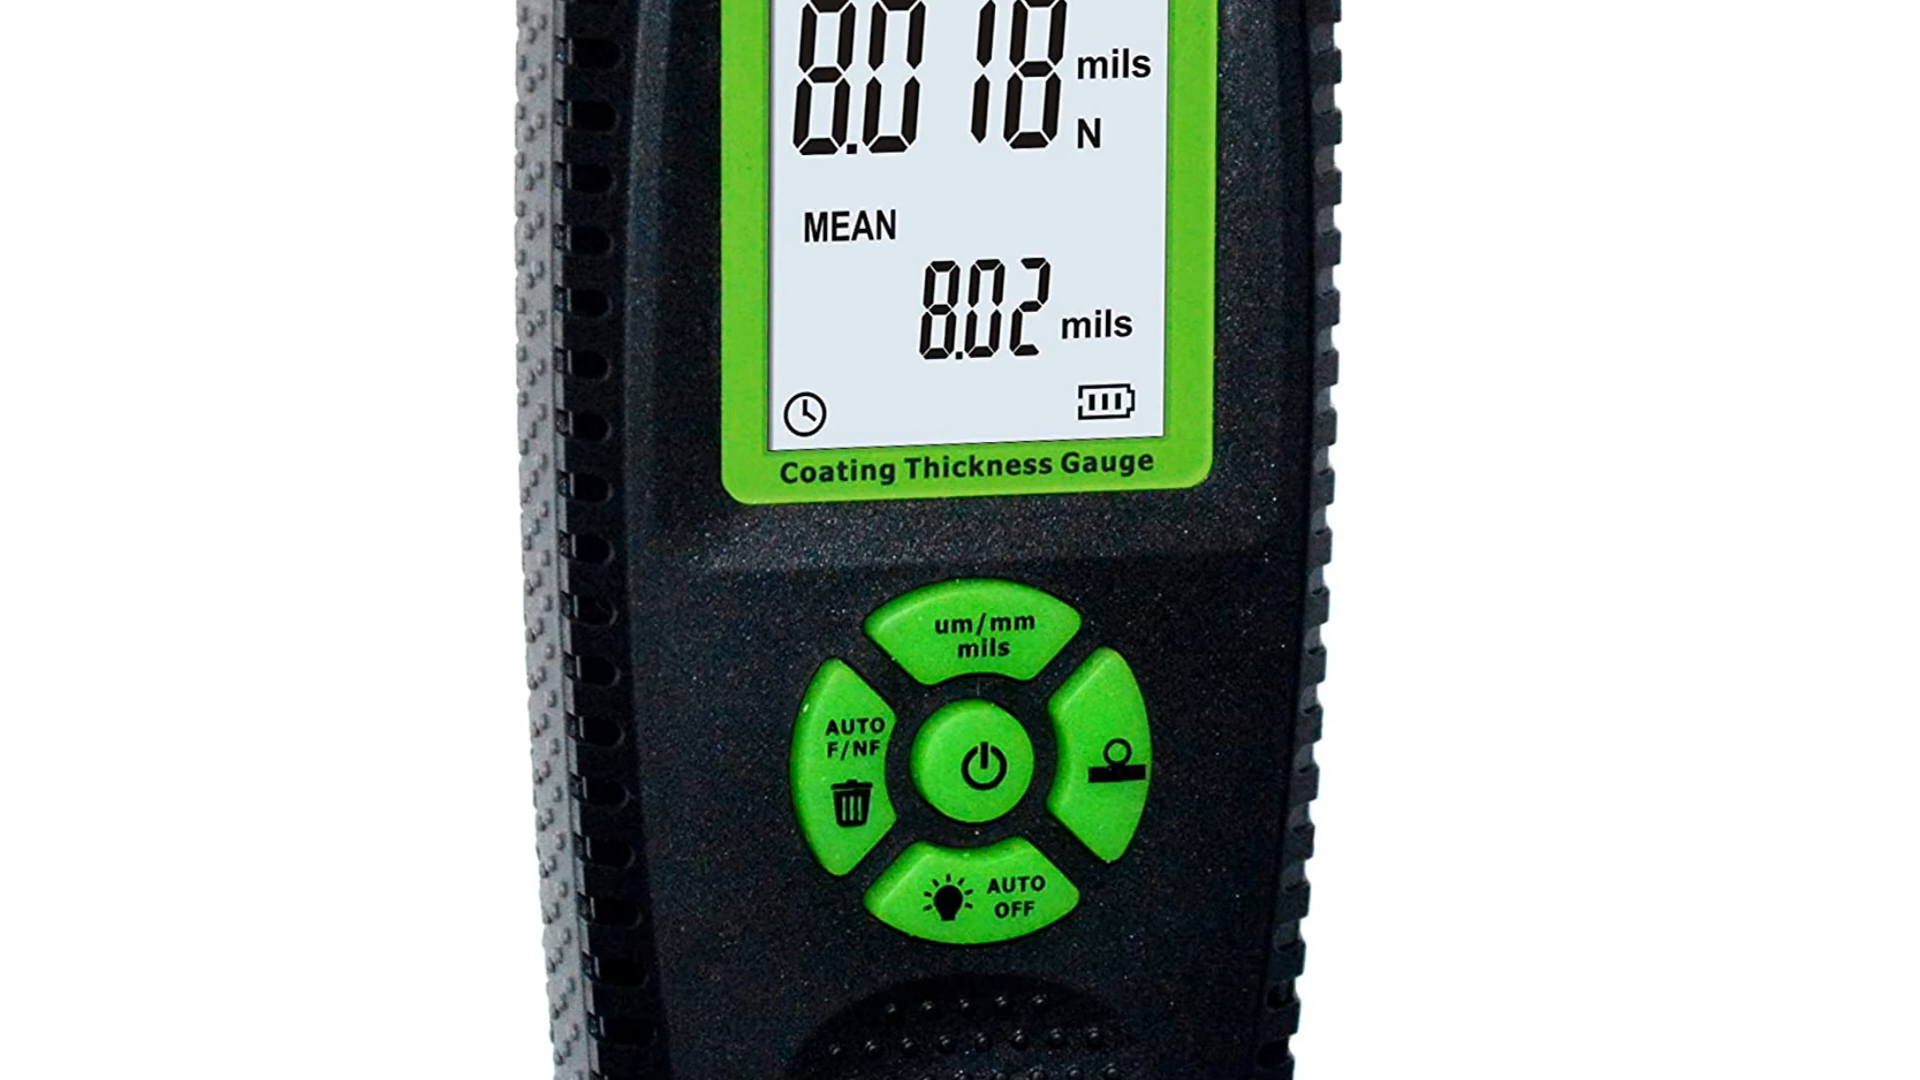 8.018 mils
N
MEAN
8.02 mils
Coating Thickness Gauge
um/mm
mils
AUTO
F/NF
AUTO
OFF